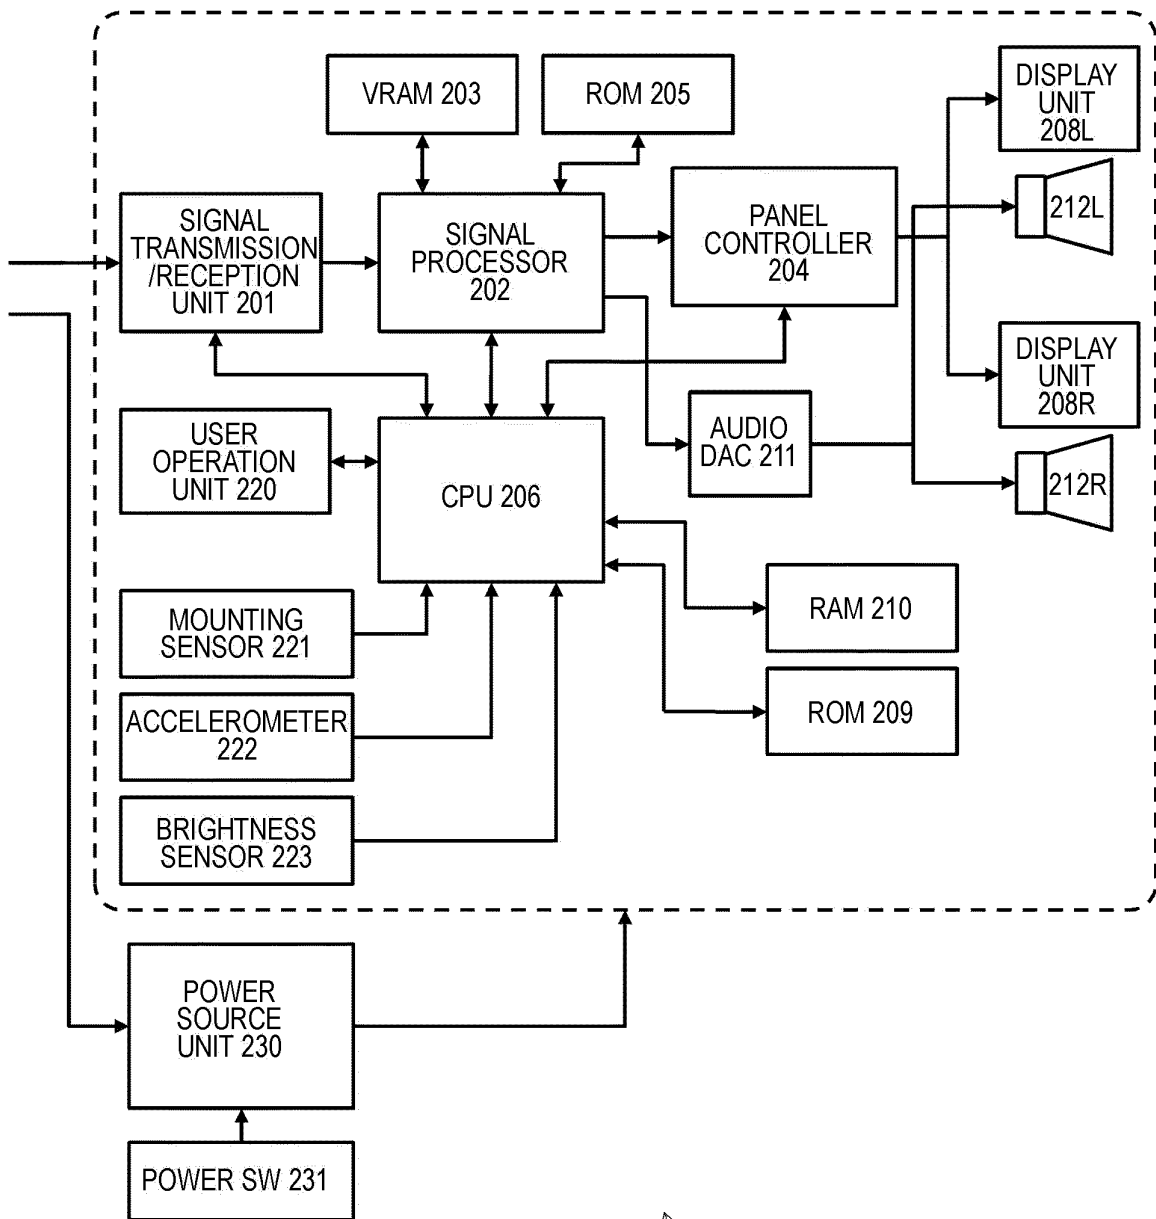 VRAM 203
ROM 205
DISPLAY
UNIT
208L
SIGNAL
TRANSMISSION
/RECEPTION
UNIT 201
SIGNAL
PROCESSOR
202
PANEL
CONTROLLER
204
212L
DISPLAY
UNIT
208R
USER
OPERATION
UNIT 220
CPU 206
AUDIO
DAC 211
212R
MOUNTING
SENSOR 221
RAM 210
ACCELEROMETER
222
ROM 209
BRIGHTNESS
SENSOR 223
POWER
SOURCE
UNIT 230
POWER SW 231